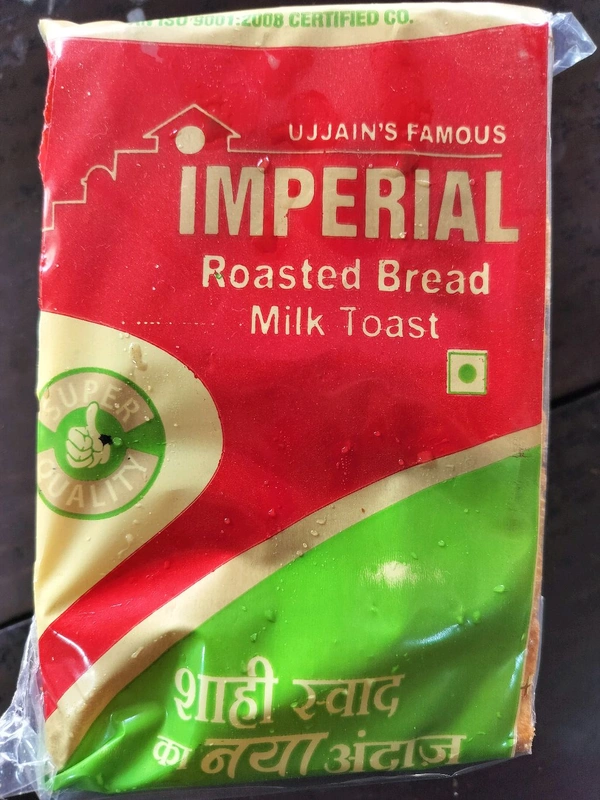 AN ISO 9001:2008 CERTIFIED CO.
UJJAIN'S FAMOUS
IMPERIAL
Roasted Bread
Milk Toast
SUPER
QUALITY
शाही स्वाद
का नया अंदाज़